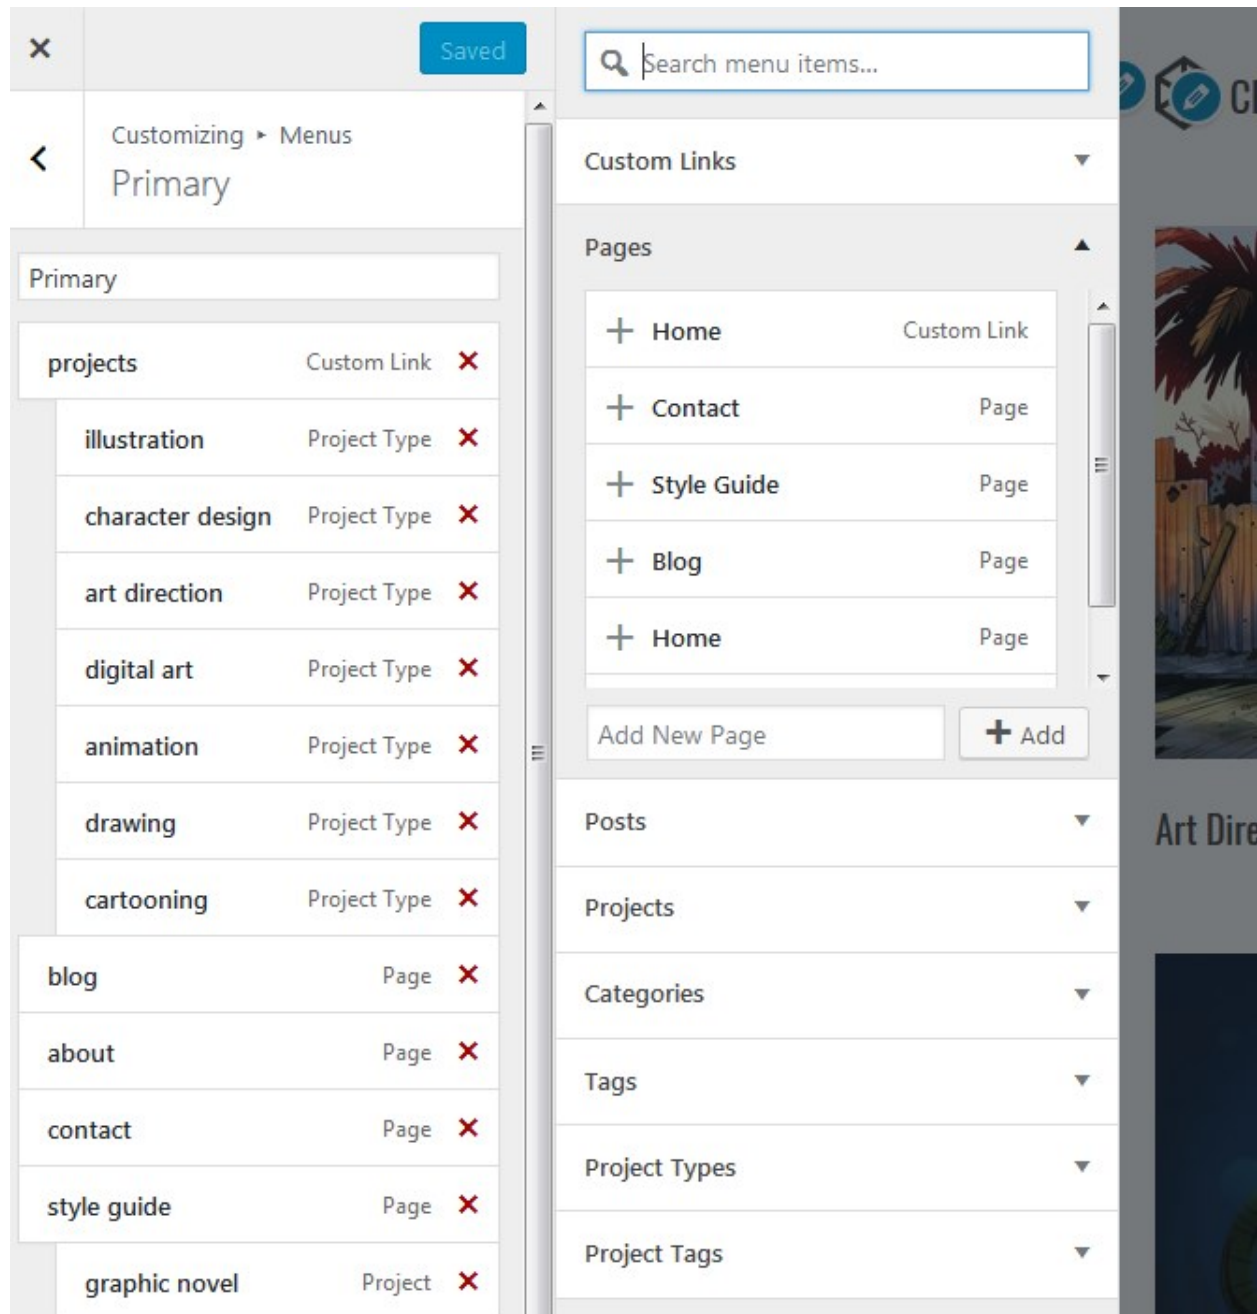 Saved
Customizing ▸ Menus
Primary
Primary
projects Custom Link
illustration Project Type
character design Project Type
art direction Project Type
digital art Project Type
animation Project Type
drawing Project Type
cartooning Project Type
blog Page
about Page
contact Page
style guide Page
graphic novel Project
Search menu items...
Custom Links
Pages
Home Custom Link
Contact Page
Style Guide Page
Blog Page
Home Page
Add New Page
Add
Posts
Projects
Categories
Tags
Project Types
Project Tags
Art